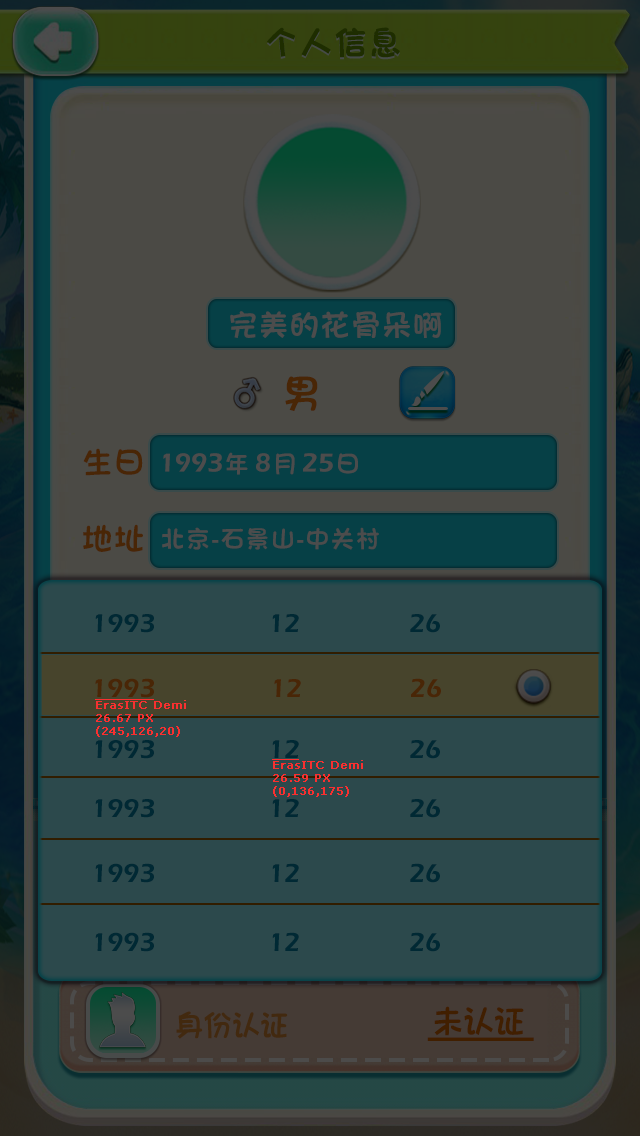 个人信息
完美的花骨朵啊
男
生日 1993年8月25日
地址 北京-石景山-中关村
1993 12 26
1993 12 26
ErasITC Demi
26.67 PX
(245,126,20)
1993 12 26
ErasITC Demi
26.59 PX
(0,136,175)
1993 12 26
1993 12 26
1993 12 26
身份认证 未认证